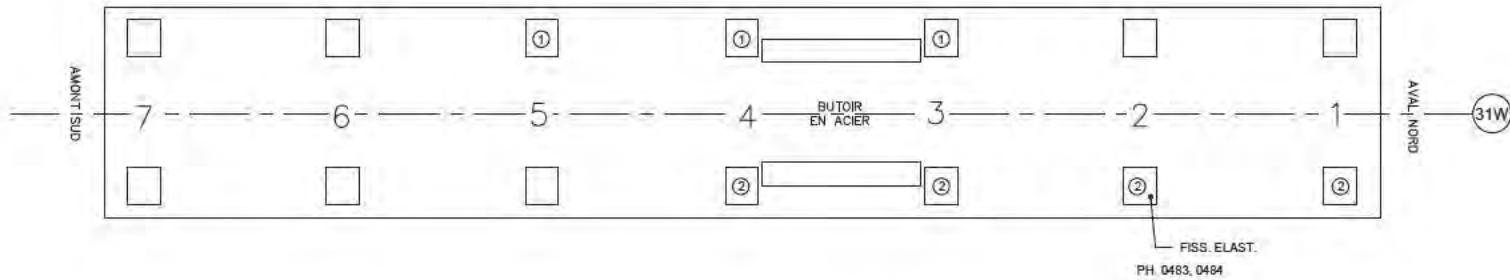 ① ① ①
AMONT\SUD
7 6 5 4 3 2 1
BUTOIR
EN ACIER
AVAL\NORD
31W
② ② ② ②
FISS. ELAST.
PH. 0483, 0484